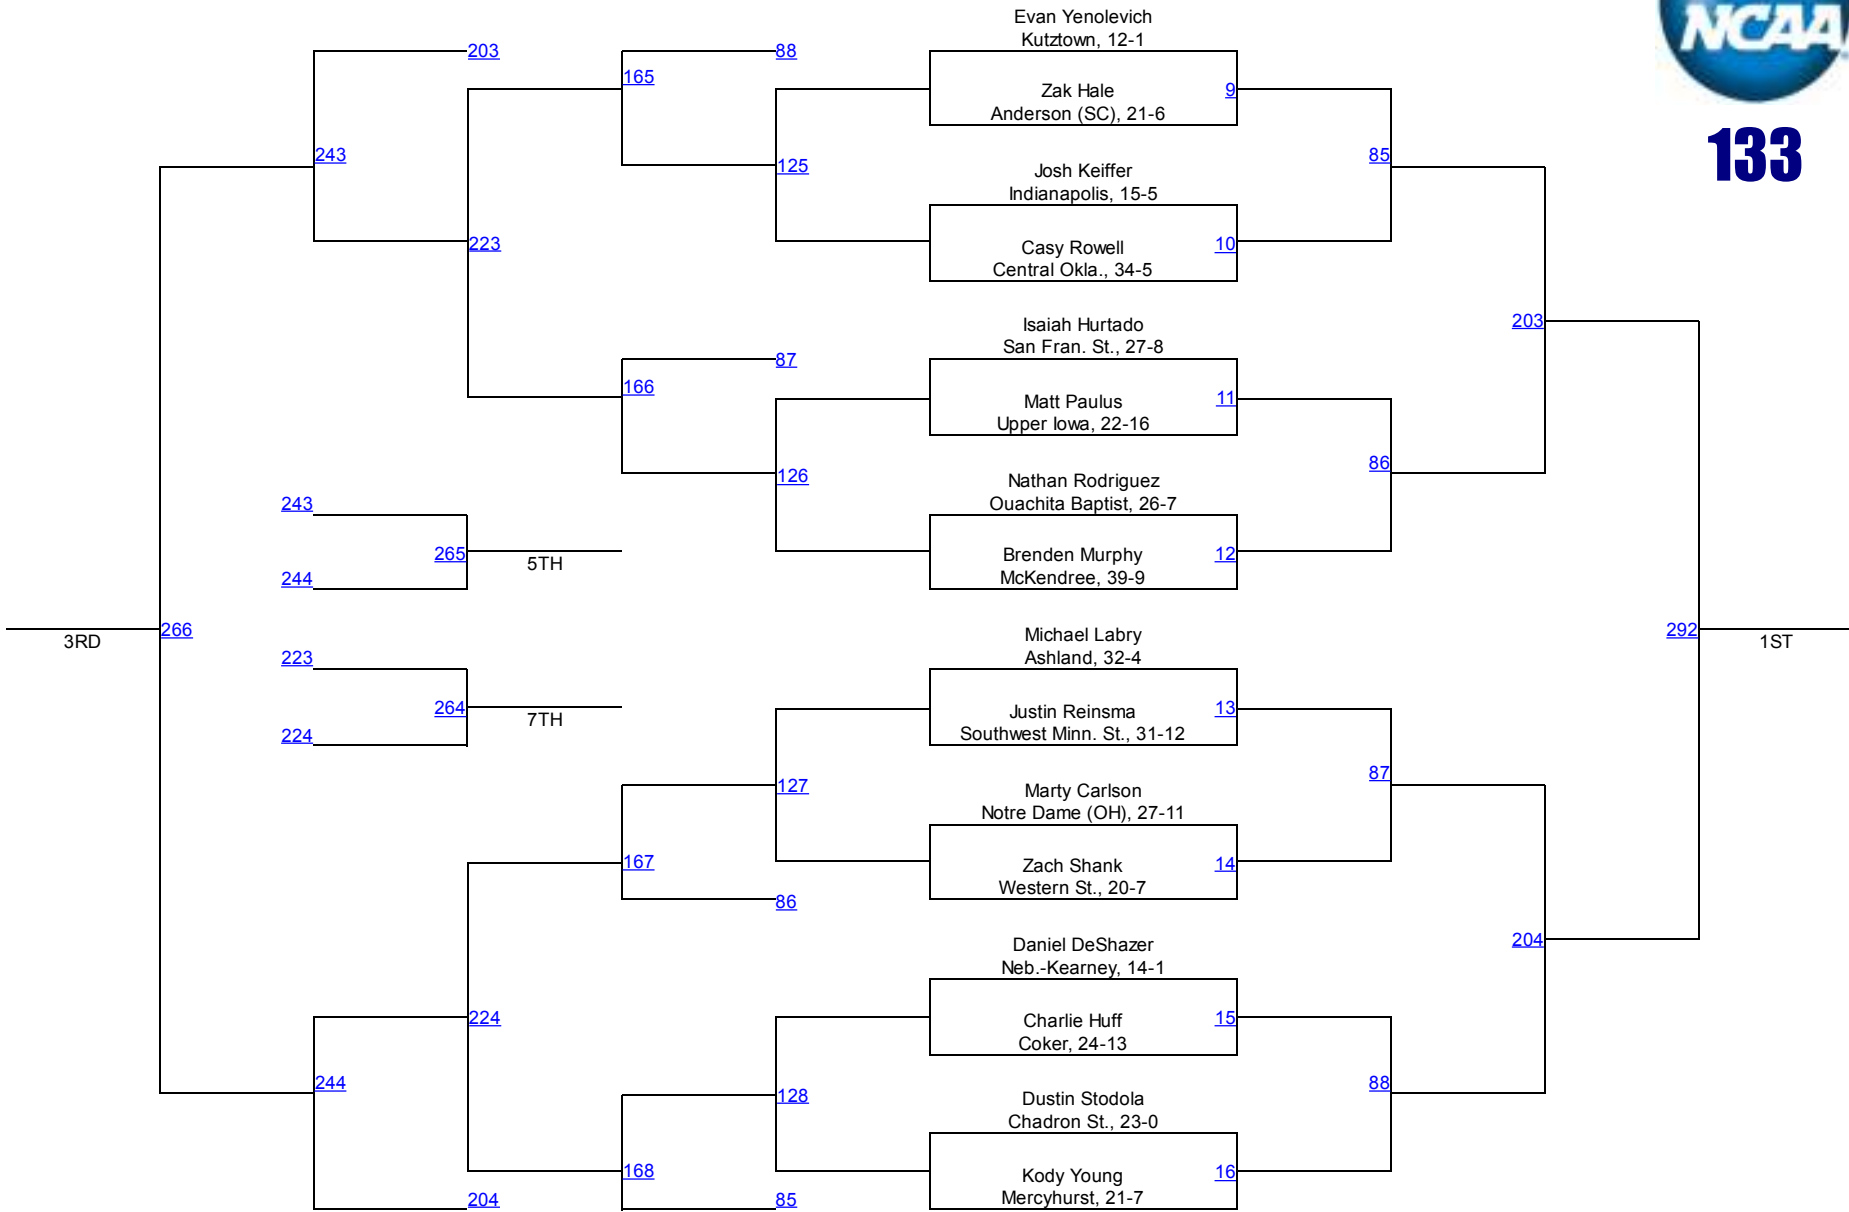 NCAA
133
Evan Yenolevich
Kutztown, 12-1
203
88
165
Zak Hale
9
Anderson (SC), 21-6
243
125
85
Josh Keiffer
Indianapolis, 15-5
223
Casy Rowell
10
Central Okla., 34-5
Isaiah Hurtado
203
San Fran. St., 27-8
87
166
Matt Paulus
11
Upper Iowa, 22-16
126
86
Nathan Rodriguez
243
Ouachita Baptist, 26-7
265
5TH
Brenden Murphy
12
244
McKendree, 39-9
3RD
266
Michael Labry
292
1ST
223
Ashland, 32-4
264
7TH
Justin Reinsma
13
224
Southwest Minn. St., 31-12
127
87
Marty Carlson
Notre Dame (OH), 27-11
167
Zach Shank
14
Western St., 20-7
86
Daniel DeShazer
204
Neb.-Kearney, 14-1
224
Charlie Huff
15
Coker, 24-13
244
128
88
Dustin Stodola
Chadron St., 23-0
168
Kody Young
16
204
85
Mercyhurst, 21-7